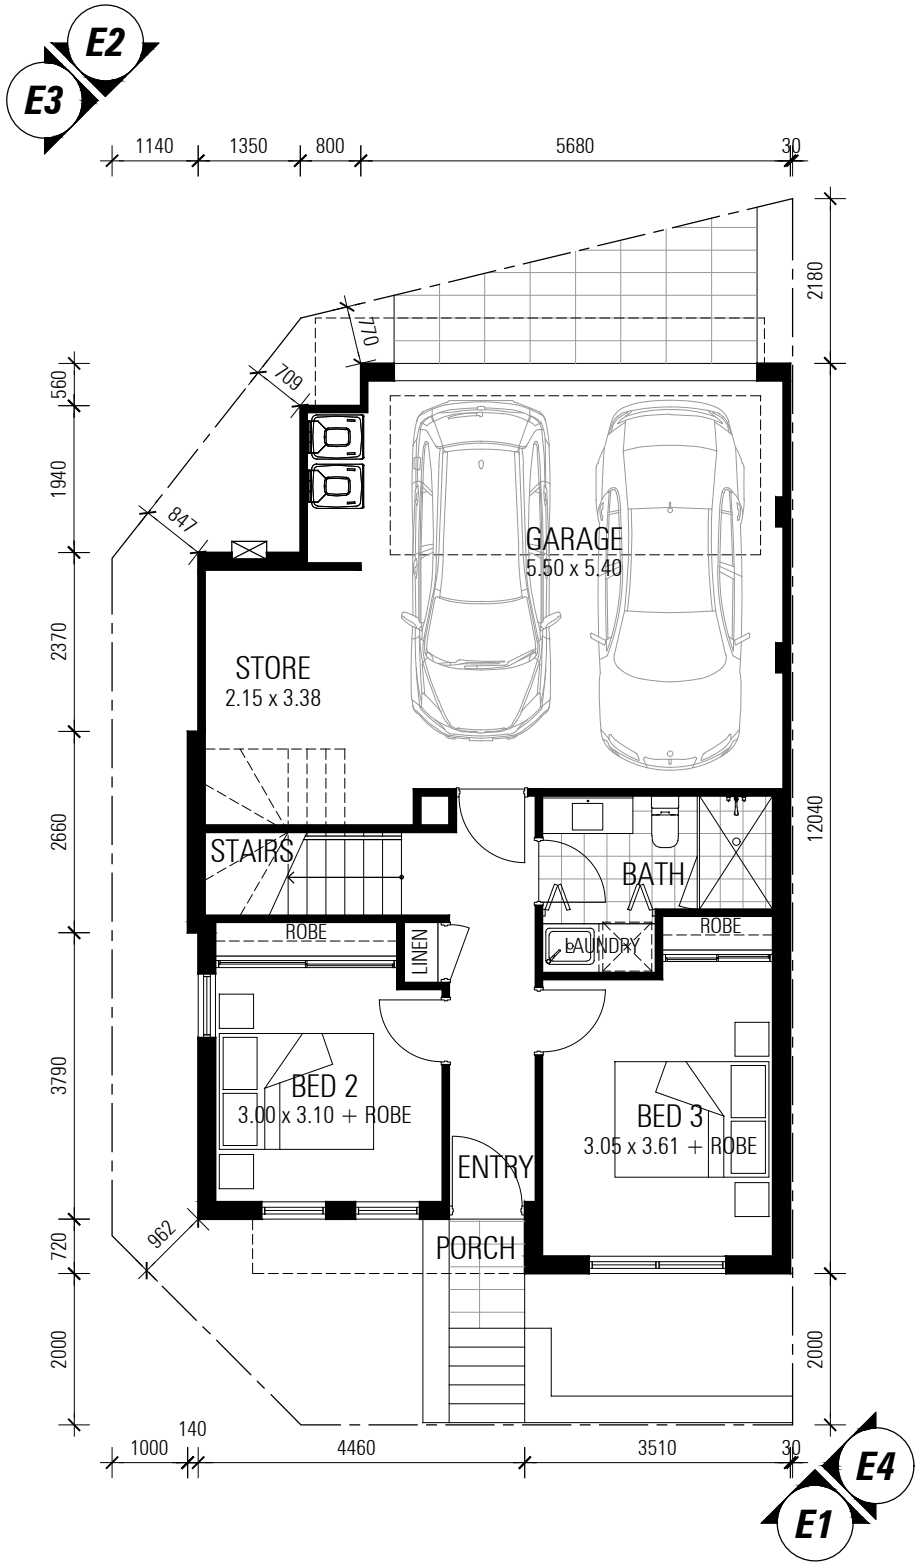 E2
E3
1140
1350
800
5680
30
2180
770
709
560
1940
847
GARAGE
5.50 x 5.40
2370
STORE
2.15 x 3.38
2660
12040
STAIRS
BATH
ROBE
LINEN
LAUNDRY
ROBE
3790
BED 2
3.00 x 3.10 + ROBE
BED 3
3.05 x 3.61 + ROBE
ENTRY
962
720
PORCH
2000
2000
140
1000
4460
3510
30
E4
E1